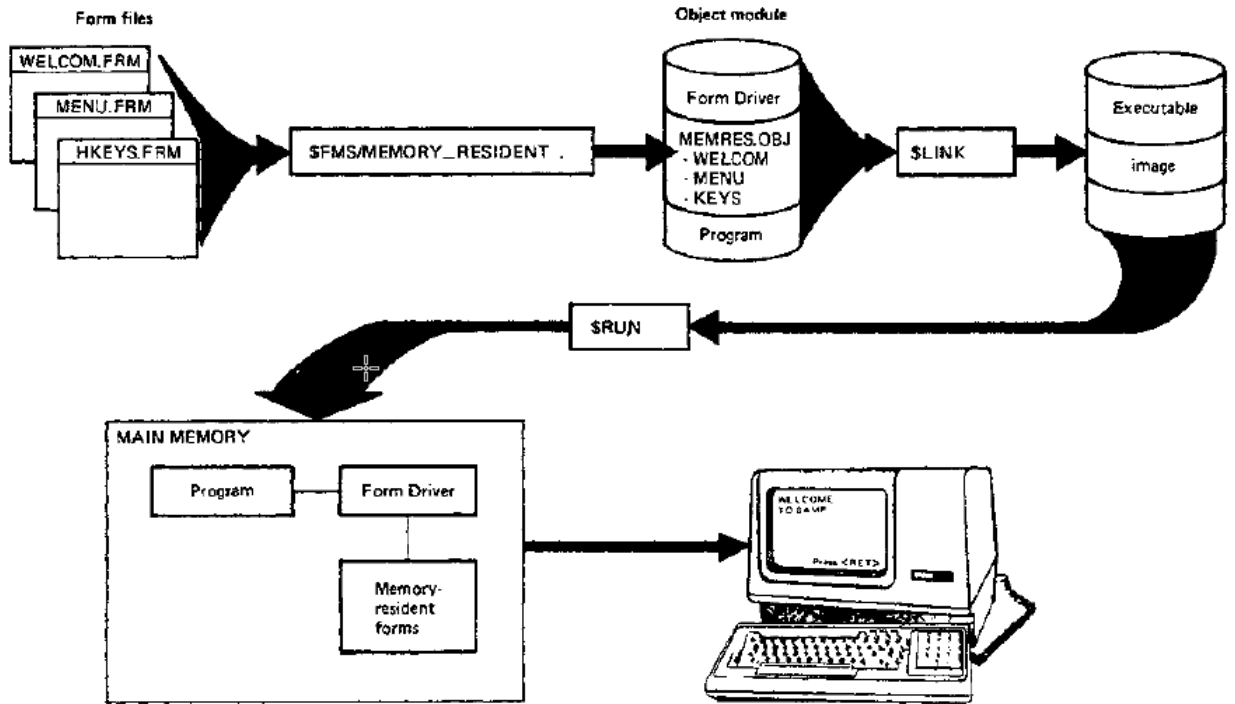 Form files
Object module
WELCOM.FRM
MENU.FRM
HKEYS.FRM
$FMS/MEMORY_RESIDENT .
Form Driver
MEMRES.OBJ
- WELCOM
- MENU
- KEYS
Program
$LINK
Executable
image
$RUN
MAIN MEMORY
Program
Form Driver
Memory-
resident
forms
WELCOME
TO SAMP
Press <RET>